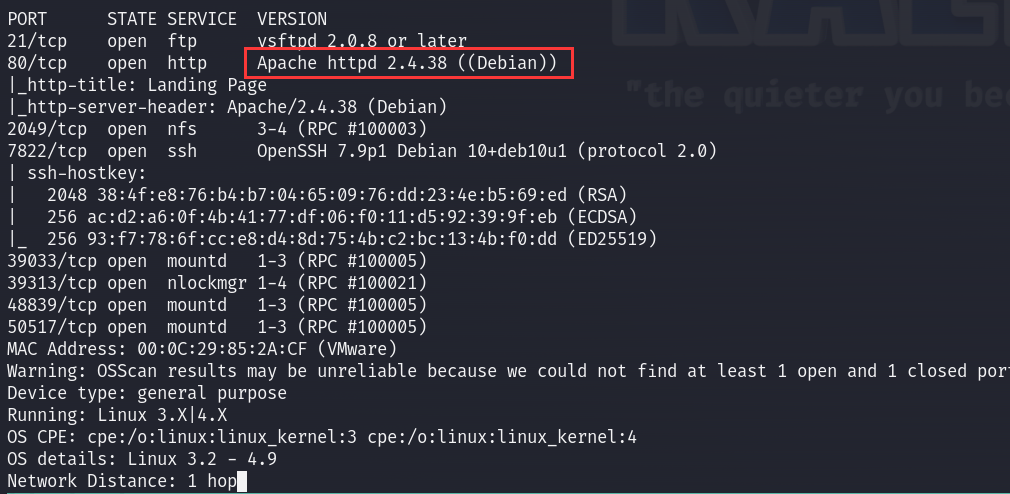 PORT      STATE SERVICE  VERSION
21/tcp    open  ftp      vsftpd 2.0.8 or later
80/tcp    open  http     Apache httpd 2.4.38 ((Debian))
|_http-title: Landing Page
|_http-server-header: Apache/2.4.38 (Debian)
"the quieter you bec
2049/tcp  open  nfs      3-4 (RPC #100003)
7822/tcp  open  ssh      OpenSSH 7.9p1 Debian 10+deb10u1 (protocol 2.0)
| ssh-hostkey:
|   2048 38:4f:e8:76:b4:b7:04:65:09:76:dd:23:4e:b5:69:ed (RSA)
|   256 ac:d2:a6:0f:4b:41:77:df:06:f0:11:d5:92:39:9f:eb (ECDSA)
|_  256 93:f7:78:6f:cc:e8:d4:8d:75:4b:c2:bc:13:4b:f0:dd (ED25519)
39033/tcp open  mountd   1-3 (RPC #100005)
39313/tcp open  nlockmgr 1-4 (RPC #100021)
48839/tcp open  mountd   1-3 (RPC #100005)
50517/tcp open  mountd   1-3 (RPC #100005)
MAC Address: 00:0C:29:85:2A:CF (VMware)
Warning: OSScan results may be unreliable because we could not find at least 1 open and 1 closed por
Device type: general purpose
Running: Linux 3.X|4.X
OS CPE: cpe:/o:linux:linux_kernel:3 cpe:/o:linux:linux_kernel:4
OS details: Linux 3.2 - 4.9
Network Distance: 1 hop